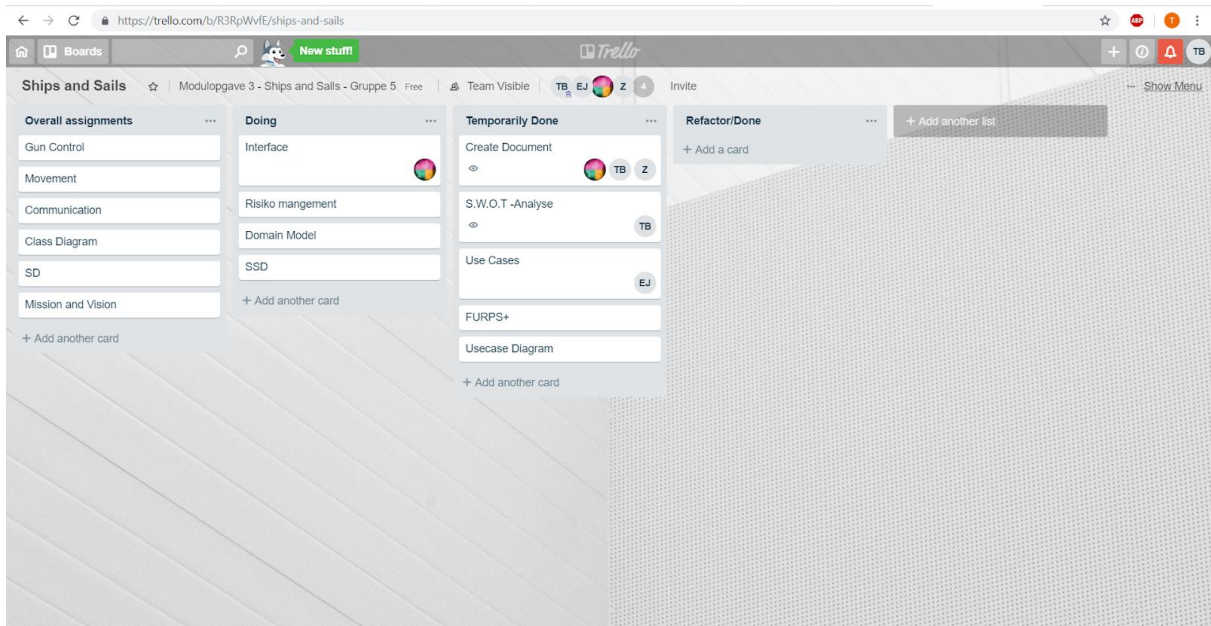 https://trello.com/b/R3RpWvfE/ships-and-sails
ABP
T
Boards
New stuff!
Trello
TB
Ships and Sails
Modulopgave 3 - Ships and Sails - Gruppe 5 Free
Team Visible
TB EJ Z 4
Invite
... Show Menu
Overall assignments ...
Gun Control
Movement
Communication
Class Diagram
SD
Mission and Vision
+ Add another card
Doing ...
Interface
Risiko mangement
Domain Model
SSD
+ Add another card
Temporarily Done ...
Create Document
TB Z
S.W.O.T -Analyse
TB
Use Cases
EJ
FURPS+
Usecase Diagram
+ Add another card
Refactor/Done ...
+ Add a card
+ Add another list